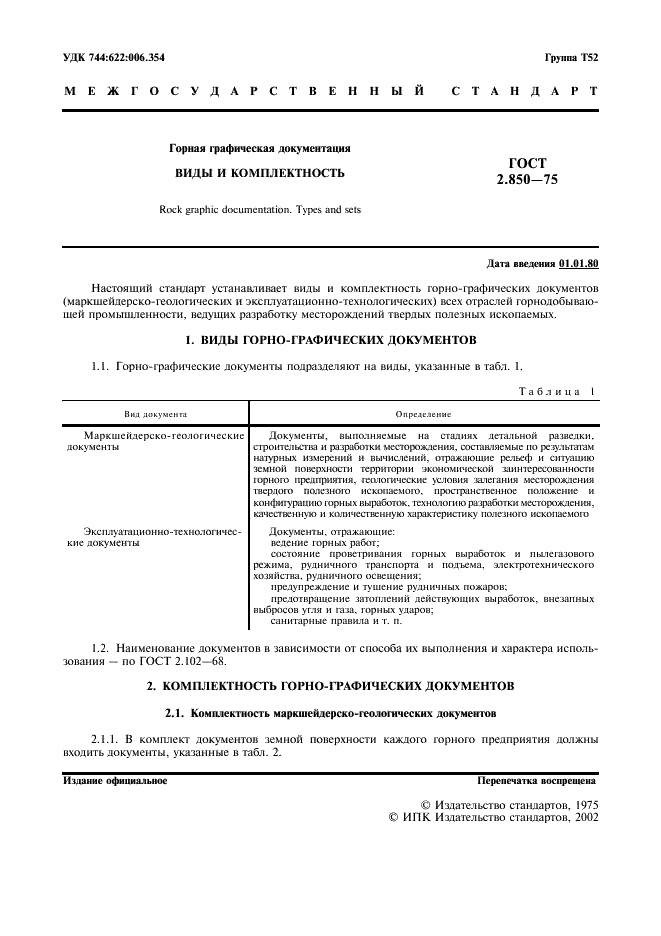 УДК 744:622:006.354 Группа Т52
МЕЖГОСУДАРСТВЕННЫЙ СТАНДАРТ
Горная графическая документация
ВИДЫ И КОМПЛЕКТНОСТЬ
ГОСТ
2.850—75
Rock graphic documentation. Types and sets
Дата введения 01.01.80
Настоящий стандарт устанавливает виды и комплектность горно-графических документов
(маркшейдерско-геологических и эксплуатационно-технологических) всех отраслей горнодобываю-
щей промышленности, ведущих разработку месторождений твердых полезных ископаемых.
1. ВИДЫ ГОРНО-ГРАФИЧЕСКИХ ДОКУМЕНТОВ
1.1. Горно-графические документы подразделяют на виды, указанные в табл. 1.
Таблица 1
Вид документа Определение
Маркшейдерско-геологические
документы
Документы, выполняемые на стадиях детальной разведки,
строительства и разработки месторождения, составляемые по результатам
натурных измерений и вычислений, отражающие рельеф и ситуацию
земной поверхности территории экономической заинтересованности
горного предприятия, геологические условия залегания месторождения
твердого полезного ископаемого, пространственное положение и
конфигурацию горных выработок, технологию разработки месторождения,
качественную и количественную характеристику полезного ископаемого
Эксплуатационно-технологичес-
кие документы
Документы, отражающие:
ведение горных работ;
состояние проветривания горных выработок и пылегазового
режима, рудничного транспорта и подъема, электротехнического
хозяйства, рудничного освещения;
предупреждение и тушение рудничных пожаров;
предотвращение затоплений действующих выработок, внезапных
выбросов угля и газа, горных ударов;
санитарные правила и т. п.
1.2. Наименование документов в зависимости от способа их выполнения и характера исполь-
зования — по ГОСТ 2.102—68.
2. КОМПЛЕКТНОСТЬ ГОРНО-ГРАФИЧЕСКИХ ДОКУМЕНТОВ
2.1. Комплектность маркшейдерско-геологических документов
2.1.1. В комплект документов земной поверхности каждого горного предприятия должны
входить документы, указанные в табл. 2.
Издание официальное Перепечатка воспрещена
© Издательство стандартов, 1975
© ИПК Издательство стандартов, 2002